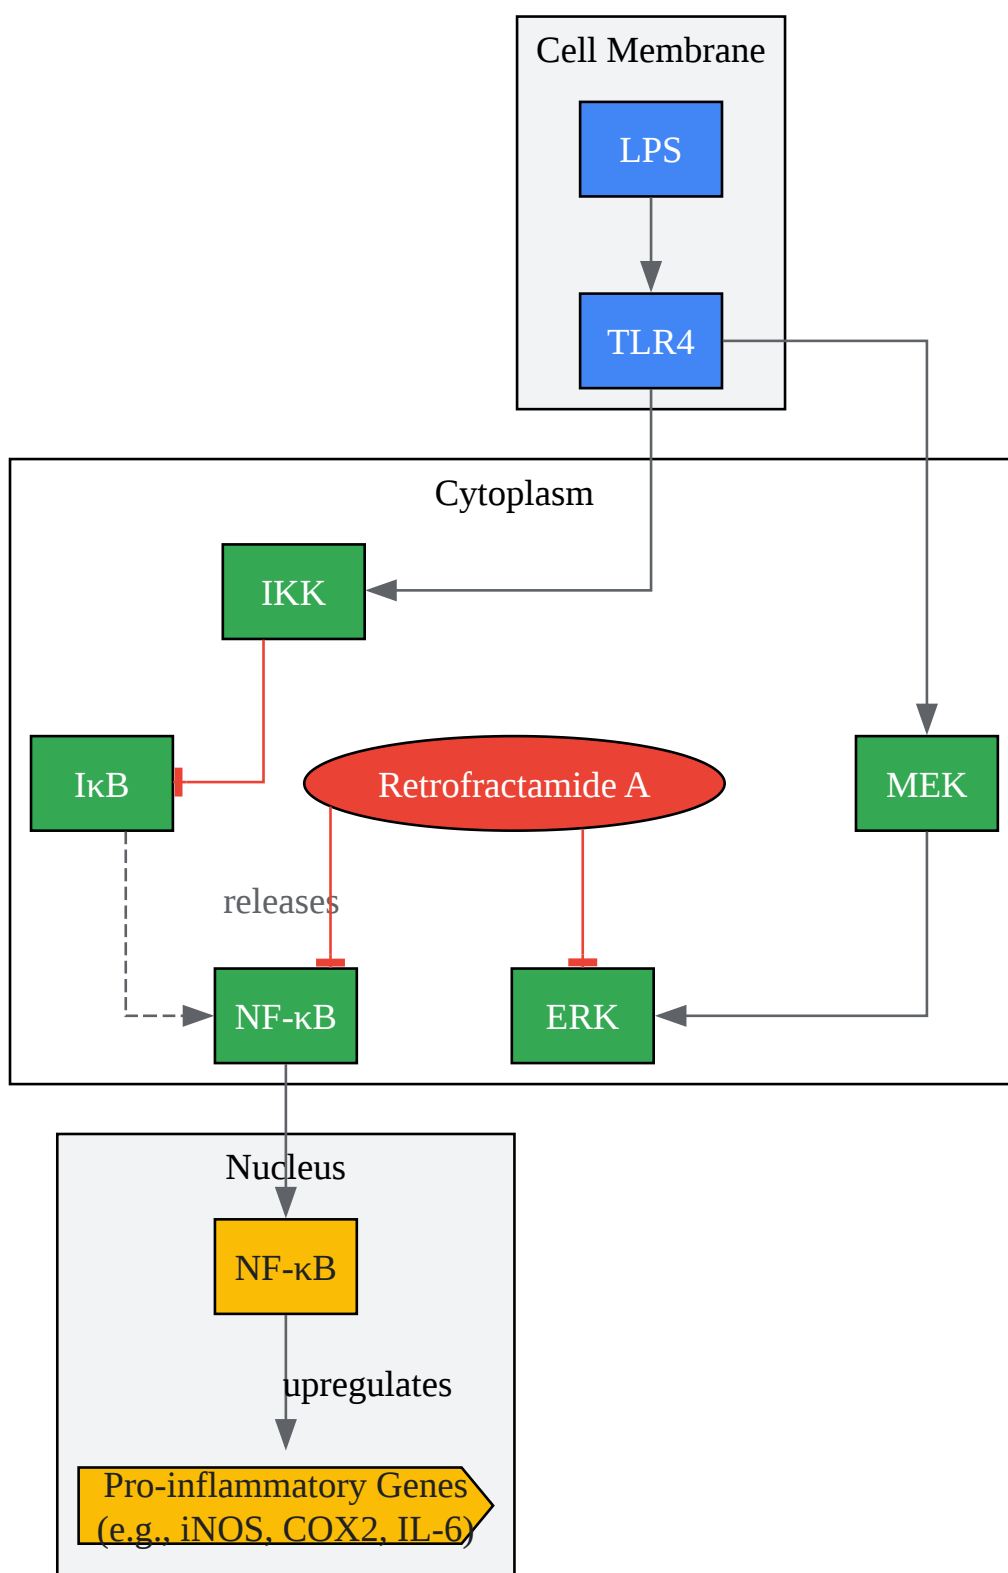 Cell Membrane
LPS
TLR4
Cytoplasm
IKK
IκB
Retrofractamide A
MEK
releases
NF-κB
ERK
Nucleus
NF-κB
upregulates
Pro-inflammatory Genes
(e.g., iNOS, COX2, IL-6)